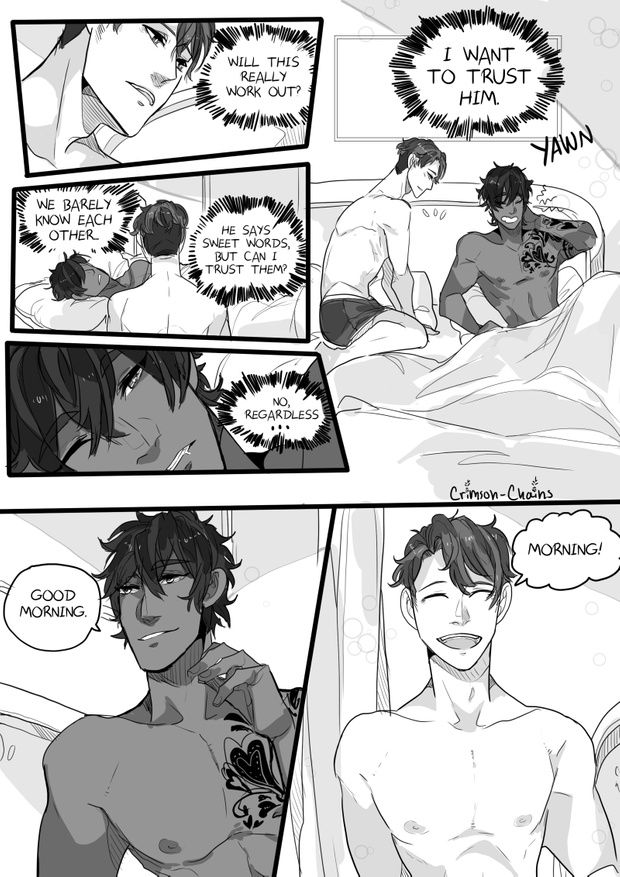 WILL THIS
REALLY
WORK OUT?
I WANT
TO TRUST
HIM.
YAWN
WE BARELY
KNOW EACH
OTHER.
HE SAYS
SWEET WORDS,
BUT CAN I
TRUST THEM?
NO,
REGARDLESS
...
Crimson-Chains
GOOD
MORNING.
MORNING!